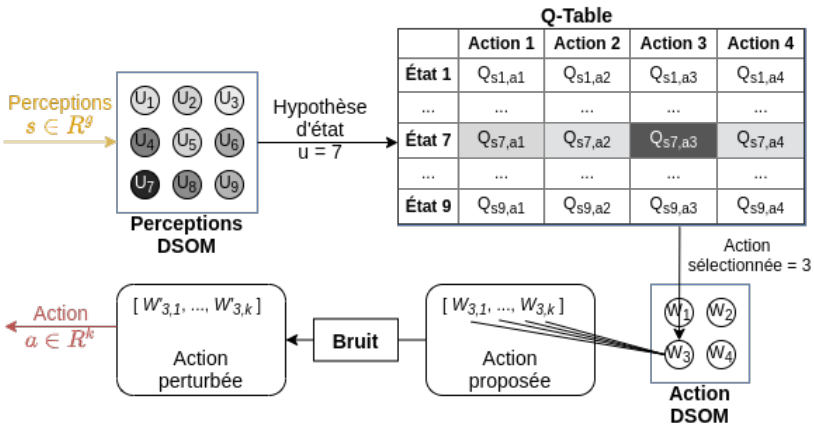 Q-Table
Action 1 Action 2 Action 3 Action 4
État 1 Qs1,a1 Qs1,a2 Qs1,a3 Qs1,a4
... ... ... ... ...
État 7 Qs7,a1 Qs7,a2 Qs7,a3 Qs7,a4
... ... ... ... ...
État 9 Qs9,a1 Qs9,a2 Qs9,a3 Qs9,a4
Perceptions
s ∈ R^g
U1 U2 U3
U4 U5 U6
U7 U8 U9
Perceptions
DSOM
Hypothèse
d'état
u = 7
Action
sélectionnée = 3
W1 W2
W3 W4
Action
DSOM
[ W3,1, ..., W3,k ]
Action
proposée
Bruit
[ W'3,1, ..., W'3,k ]
Action
perturbée
Action
a ∈ R^k